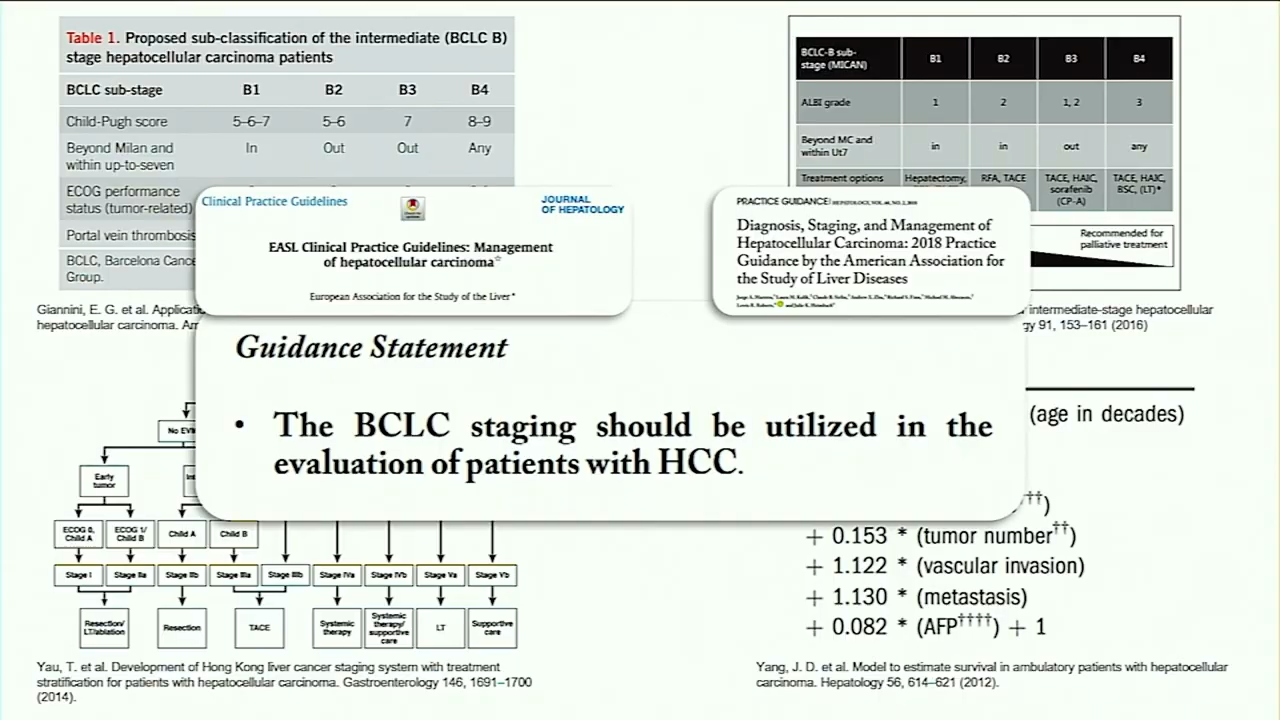 Table 1. Proposed sub-classification of the intermediate (BCLC B)
stage hepatocellular carcinoma patients
BCLC sub-stage B1 B2 B3 B4
Child-Pugh score 5–6–7 5–6 7 8–9
Beyond Milan and
within up-to-seven In Out Out Any
ECOG performance
status (tumor-related)
Portal vein thrombosis
BCLC, Barcelona
Group.
Giannini, E. G. et al.
hepatocellular carcinoma.
BCLC-B sub-
stage (MICAN) B1 B2 B3 B4
ALBI grade 1 2 1, 2 3
Beyond MC and
within Ut7 in in out any
Treatment options Hepatectomy, RFA, TACE TACE, HAIC, TACE, HAIC,
sorafenib BSC, (LT)*
(CP-A)
Recommended for
palliative treatment
intermediate-stage hepatocellular
91, 153–161 (2016)
Clinical Practice Guidelines
JOURNAL
OF HEPATOLOGY
EASL Clinical Practice Guidelines: Management
of hepatocellular carcinoma☆
European Association for the Study of the Liver*
PRACTICE GUIDANCE HEPATOLOGY, VOL. 68, NO. 2, 2018
Diagnosis, Staging, and Management of
Hepatocellular Carcinoma: 2018 Practice
Guidance by the American Association for
the Study of Liver Diseases
Guidance Statement
• The BCLC staging should be utilized in the
evaluation of patients with HCC.
No
Early
tumor
ECOG 0,
Child A
ECOG 1/
Child B
Child A
Child B
Stage I Stage IIa Stage IIb Stage IIIa Stage IIIb Stage IVa Stage IVb Stage Va Stage Vb
Resection/
LT/ablation
Resection
TACE
Systemic
therapy
Systemic
therapy/
supportive
care
LT
Supportive
care
Yau, T. et al. Development of Hong Kong liver cancer staging system with treatment
stratification for patients with hepatocellular carcinoma. Gastroenterology 146, 1691–1700
(2014).
(age in decades)
††)
+ 0.153 * (tumor number††)
+ 1.122 * (vascular invasion)
+ 1.130 * (metastasis)
+ 0.082 * (AFP††††) + 1
Yang, J. D. et al. Model to estimate survival in ambulatory patients with hepatocellular
carcinoma. Hepatology 56, 614–621 (2012).